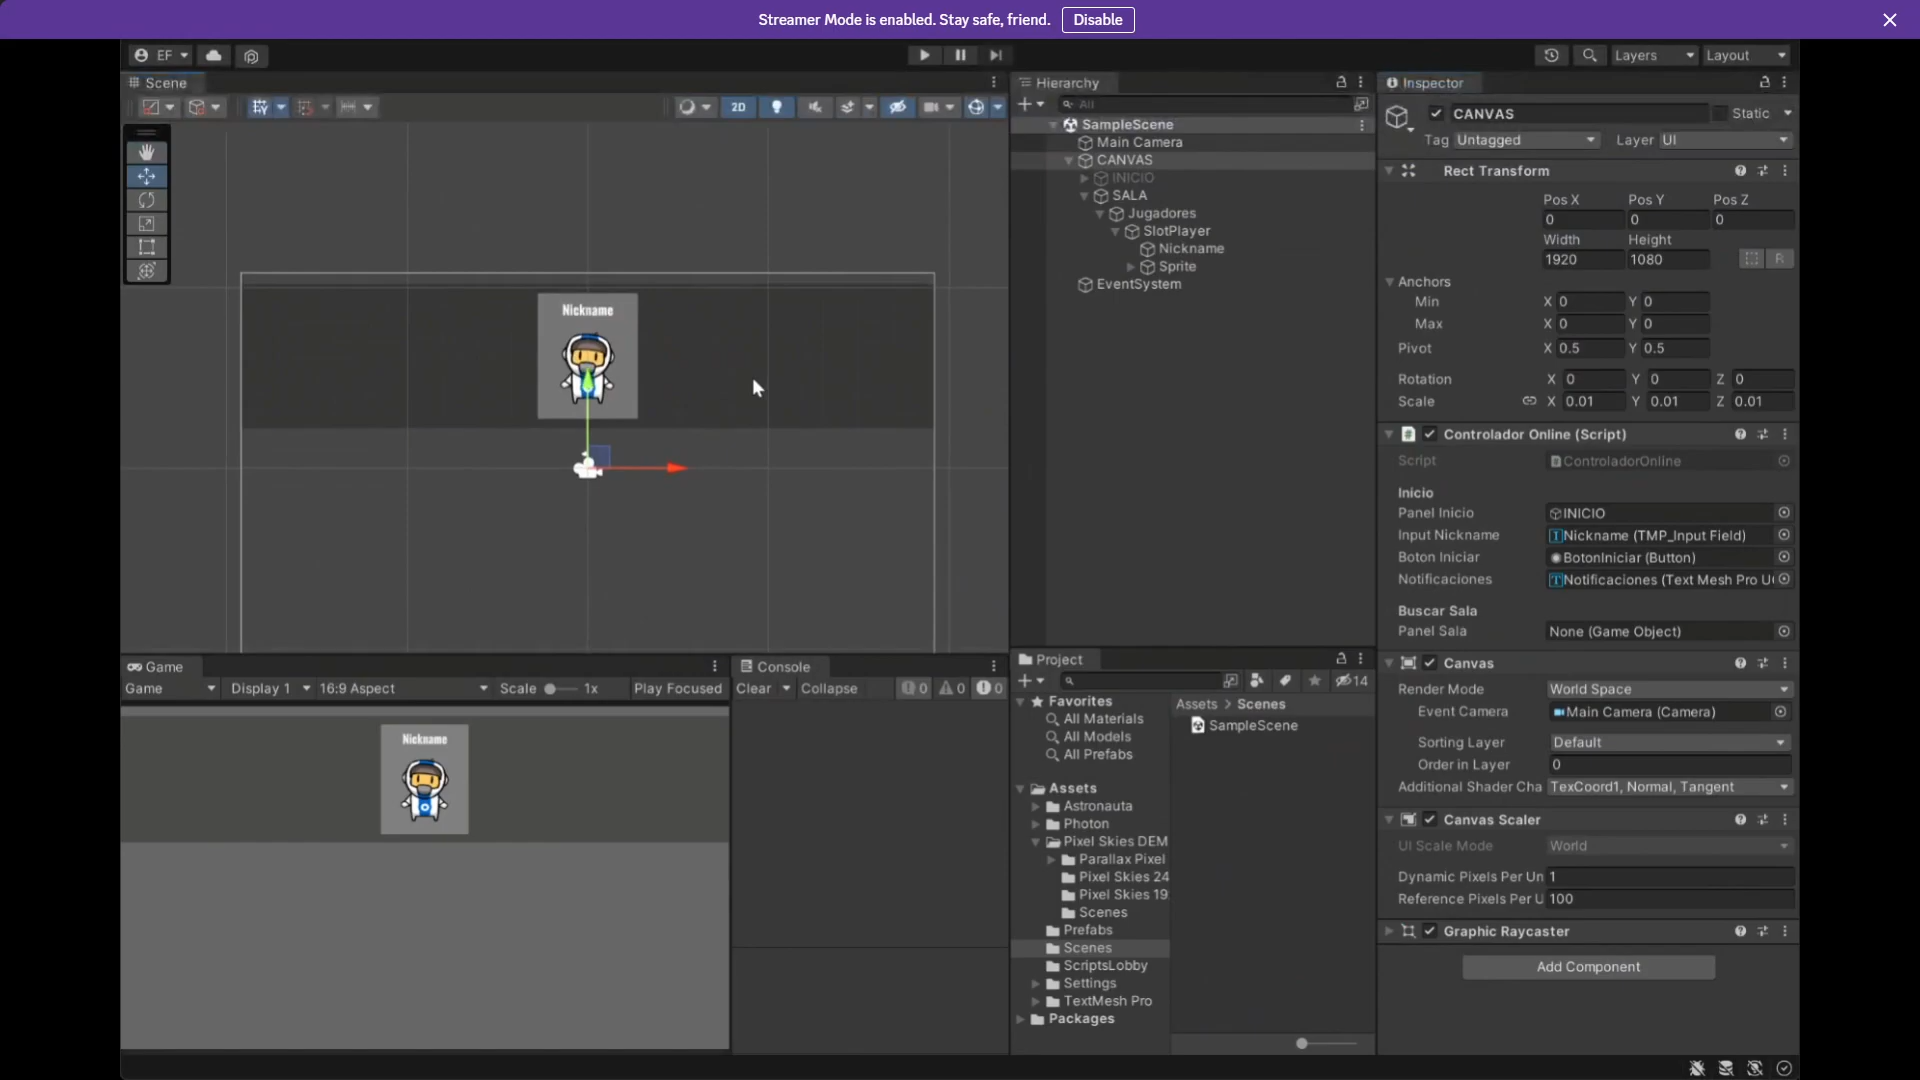 Streamer Mode is enabled. Stay safe, friend. Disable
EF
Layers
Layout
Scene
2D
Nickname
Hierarchy
All
SampleScene
Main Camera
CANVAS
INICIO
SALA
Jugadores
SlotPlayer
Nickname
Sprite
EventSystem
Inspector
CANVAS
Static
Tag Untagged
Layer UI
Rect Transform
Pos X Pos Y Pos Z
0 0 0
Width Height
1920 1080
R
Anchors
Min X 0 Y 0
Max X 0 Y 0
Pivot X 0.5 Y 0.5
Rotation X 0 Y 0 Z 0
Scale X 0.01 Y 0.01 Z 0.01
Controlador Online (Script)
Script ControladorOnline
Inicio
Panel Inicio INICIO
Input Nickname Nickname (TMP_Input Field)
Boton Iniciar BotonIniciar (Button)
Notificaciones Notificaciones (Text Mesh Pro U
Buscar Sala
Panel Sala None (Game Object)
Canvas
Render Mode World Space
Event Camera Main Camera (Camera)
Sorting Layer Default
Order in Layer 0
Additional Shader Cha TexCoord1, Normal, Tangent
Canvas Scaler
UI Scale Mode World
Dynamic Pixels Per Un 1
Reference Pixels Per U 100
Graphic Raycaster
Add Component
Game
Game Display 1 16:9 Aspect Scale 1x Play Focused
Nickname
Console
Clear Collapse 0 0 0
Project
14
Favorites
All Materials
All Models
All Prefabs
Assets
Astronauta
Photon
Pixel Skies DEM
Parallax Pixel
Pixel Skies 24
Pixel Skies 19
Scenes
Prefabs
Scenes
ScriptsLobby
Settings
TextMesh Pro
Packages
Assets > Scenes
SampleScene